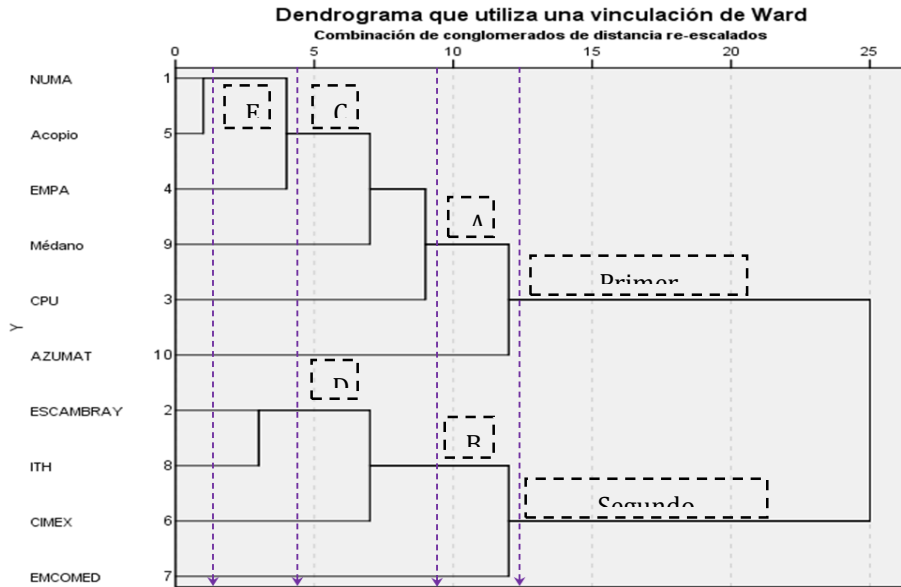 Dendrograma que utiliza una vinculación de Ward
Combinación de conglomerados de distancia re-escalados
0 5 10 15 20 25
NUMA 1
E C
Acopio 5
EMPA 4
A
Médano 9
Primer
CPU 3
Y
AZUMAT 10
D
ESCAMBRAY 2
B
ITH 8
Segundo
CIMEX 6
EMCOMED 7